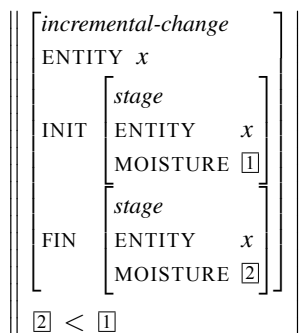 incremental-change
ENTITY x
stage
INIT ENTITY x
MOISTURE 1
stage
FIN ENTITY x
MOISTURE 2
2 < 1